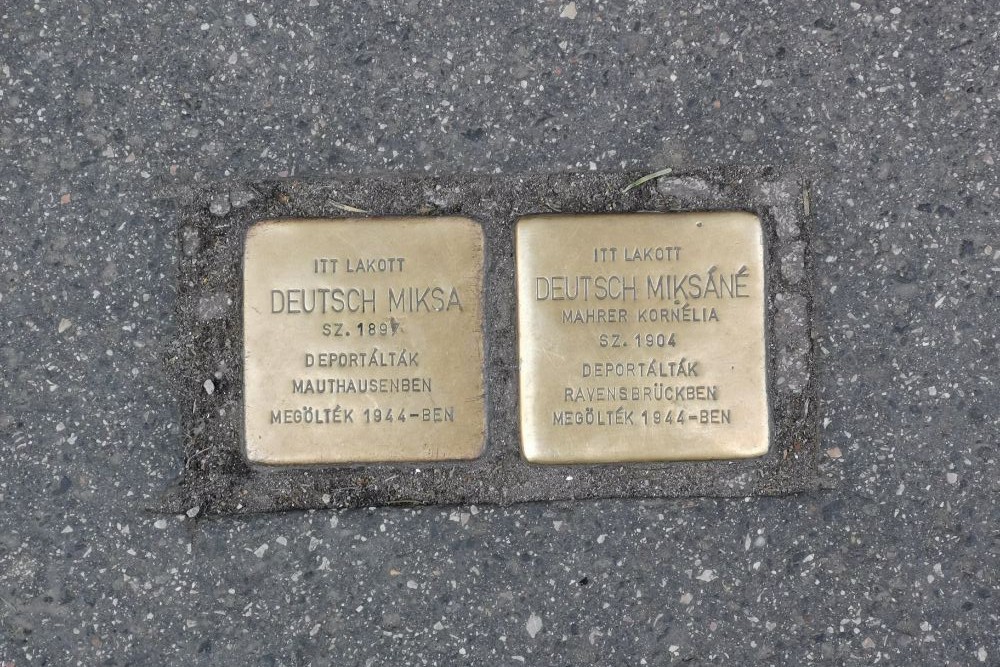 ITT LAKOTT
DEUTSCH MIKSA
SZ.
DEPORTÁLTÁK
MAUTHAUSENBEN
MEGÖLTÉK 1944-BEN
ITT LAKOTT
DEUTSCH MIKSÁNÉ
MAHRER KORNÉLIA
SZ. 1904
DEPORTÁLTÁK
RAVENSBRÜCKBEN
MEGÖLTÉK 1944-BEN